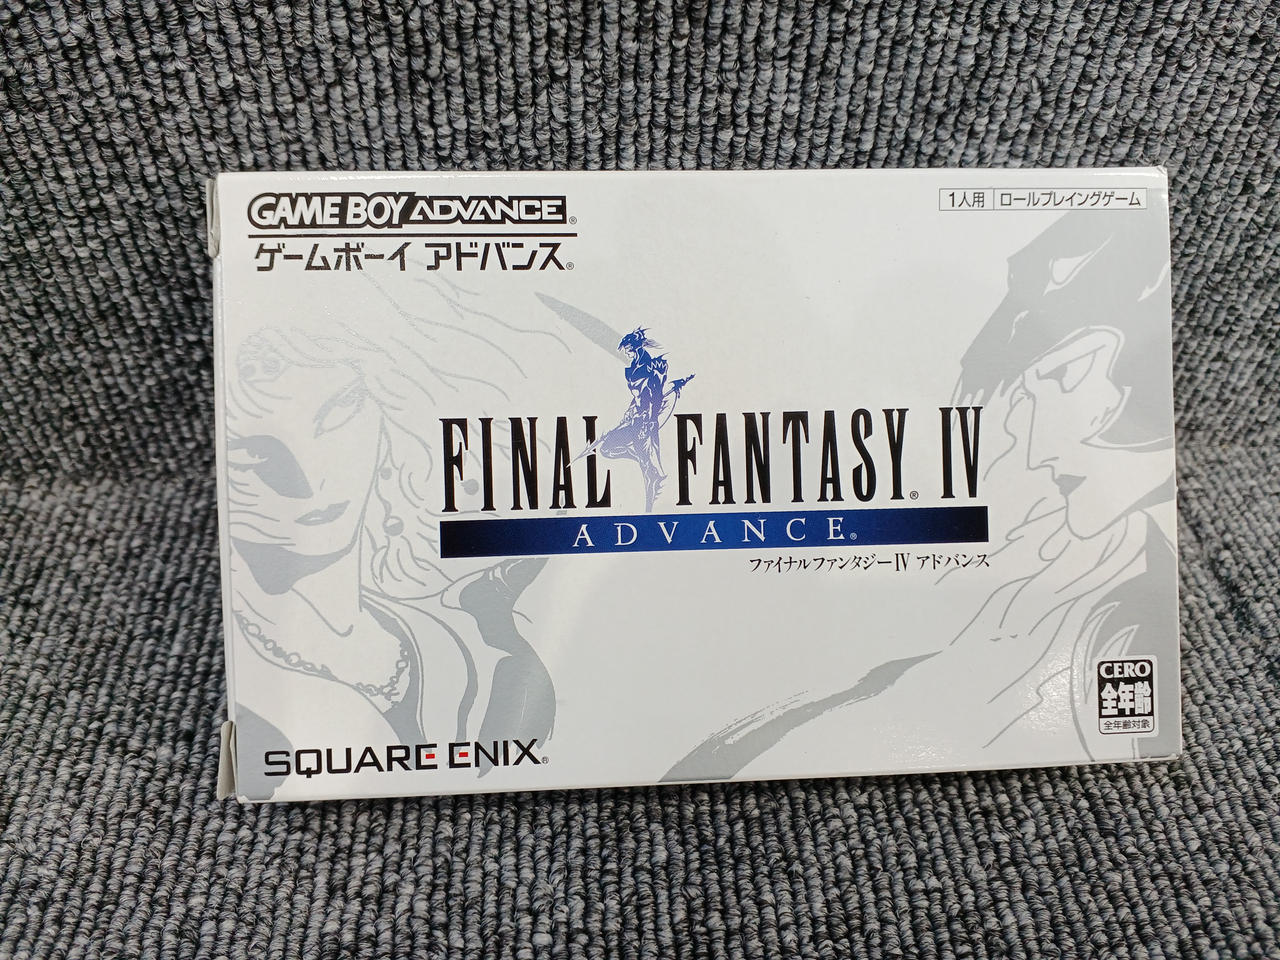 GAME BOY ADVANCE®
ゲームボーイ アドバンス®
1人用 ロールプレイングゲーム
FINAL FANTASY® IV
ADVANCE®
ファイナルファンタジーIV アドバンス
CERO
全年齢
全年齢対象
SQUARE ENIX®